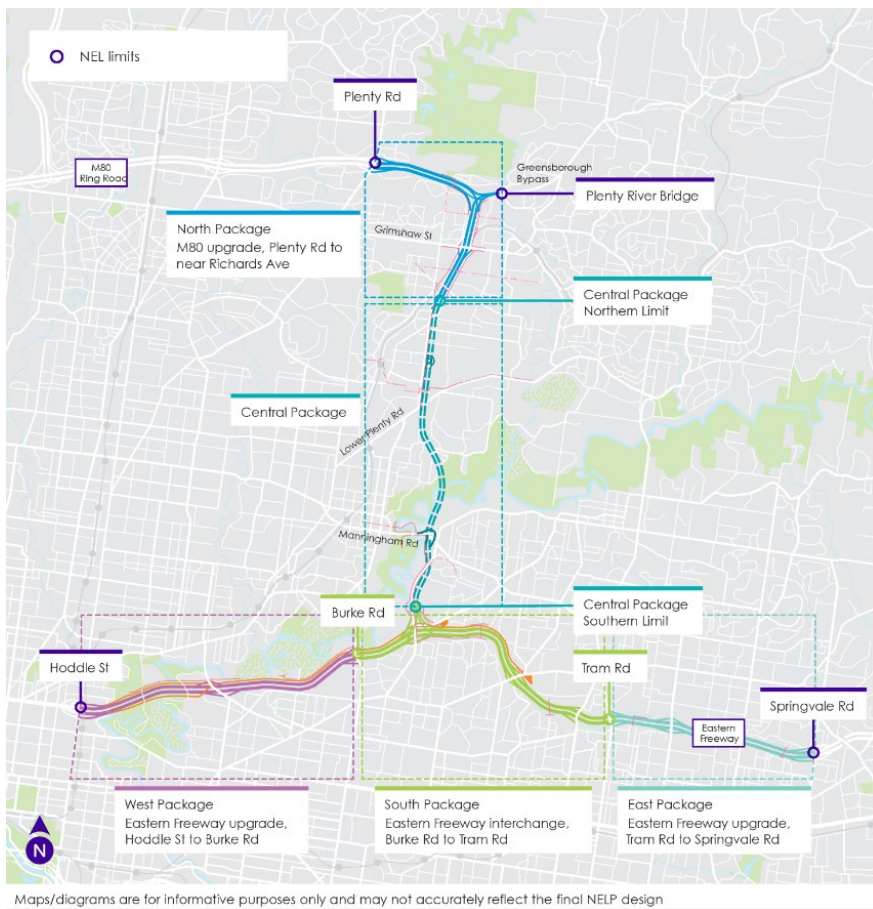 NEL limits
Plenty Rd
M80
Ring Road
Greensborough
Bypass
Plenty River Bridge
North Package
M80 upgrade, Plenty Rd to
near Richards Ave
Grimshaw St
Central Package
Northern Limit
Central Package
Lower Plenty Rd
Manningham Rd
Burke Rd
Central Package
Southern Limit
Hoddle St
Tram Rd
Springvale Rd
Eastern
Freeway
West Package
Eastern Freeway upgrade,
Hoddle St to Burke Rd
South Package
Eastern Freeway interchange,
Burke Rd to Tram Rd
East Package
Eastern Freeway upgrade,
Tram Rd to Springvale Rd
N
Maps/diagrams are for informative purposes only and may not accurately reflect the final NELP design